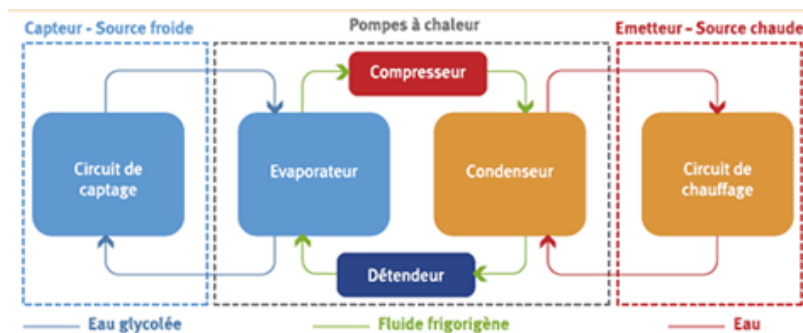 Capteur - Source froide
Pompes à chaleur
Emetteur - Source chaude
Compresseur
Circuit de
captage
Evaporateur
Condenseur
Circuit de
chauffage
Détendeur
Eau glycolée
Fluide frigorigène
Eau